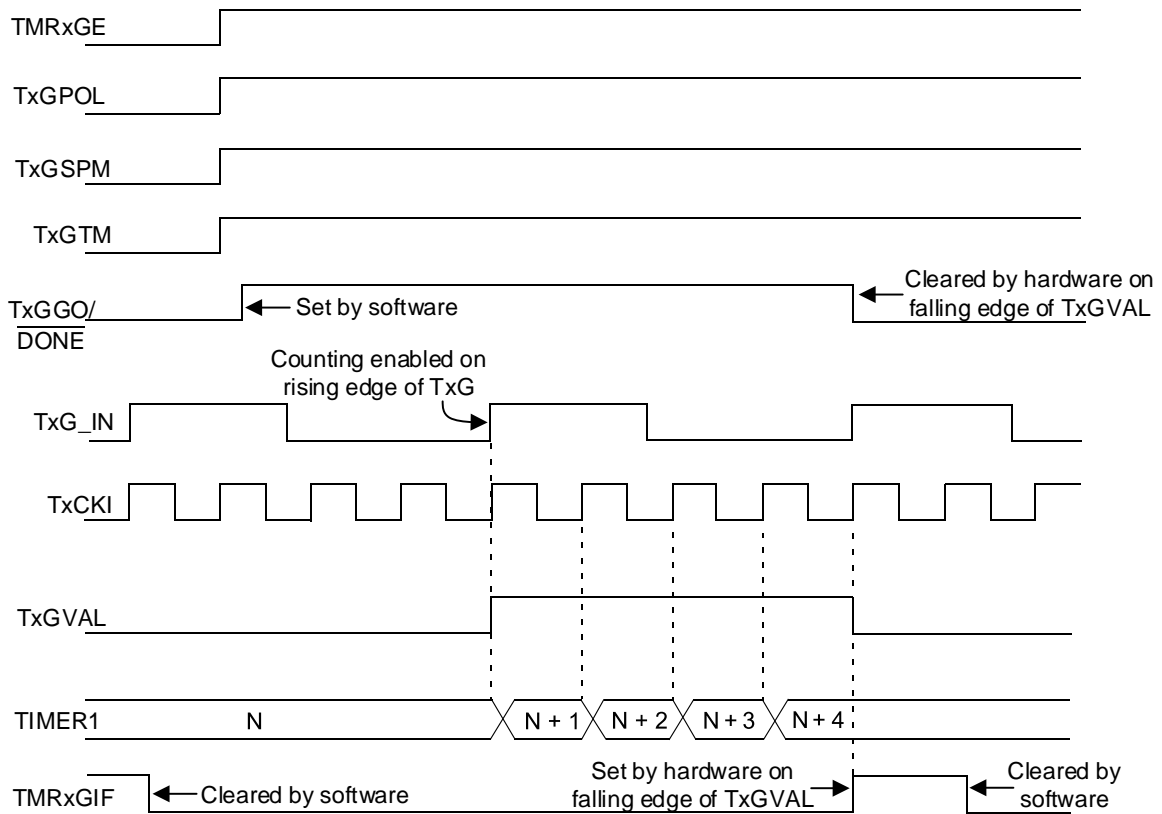 TMRxGE
TxGPOL
TxGSPM
TxGTM
TxGGO/
DONE
Set by software
Cleared by hardware on
falling edge of TxGVAL
Counting enabled on
rising edge of TxG
TxG_IN
TxCKI
TxGVAL
TIMER1
N
N + 1
N + 2
N + 3
N + 4
TMRxGIF
Cleared by software
Set by hardware on
falling edge of TxGVAL
Cleared by
software